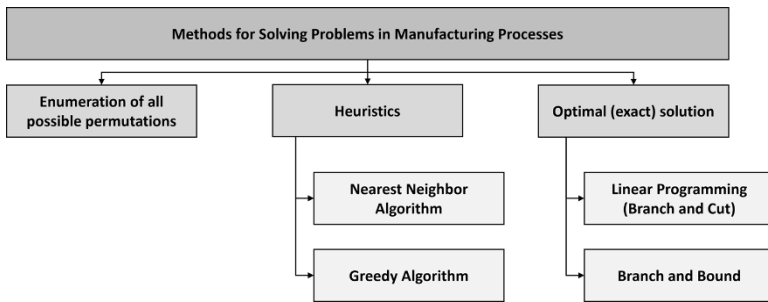 Methods for Solving Problems in Manufacturing Processes
Enumeration of all
possible permutations
Heuristics
Optimal (exact) solution
Nearest Neighbor
Algorithm
Linear Programming
(Branch and Cut)
Greedy Algorithm
Branch and Bound